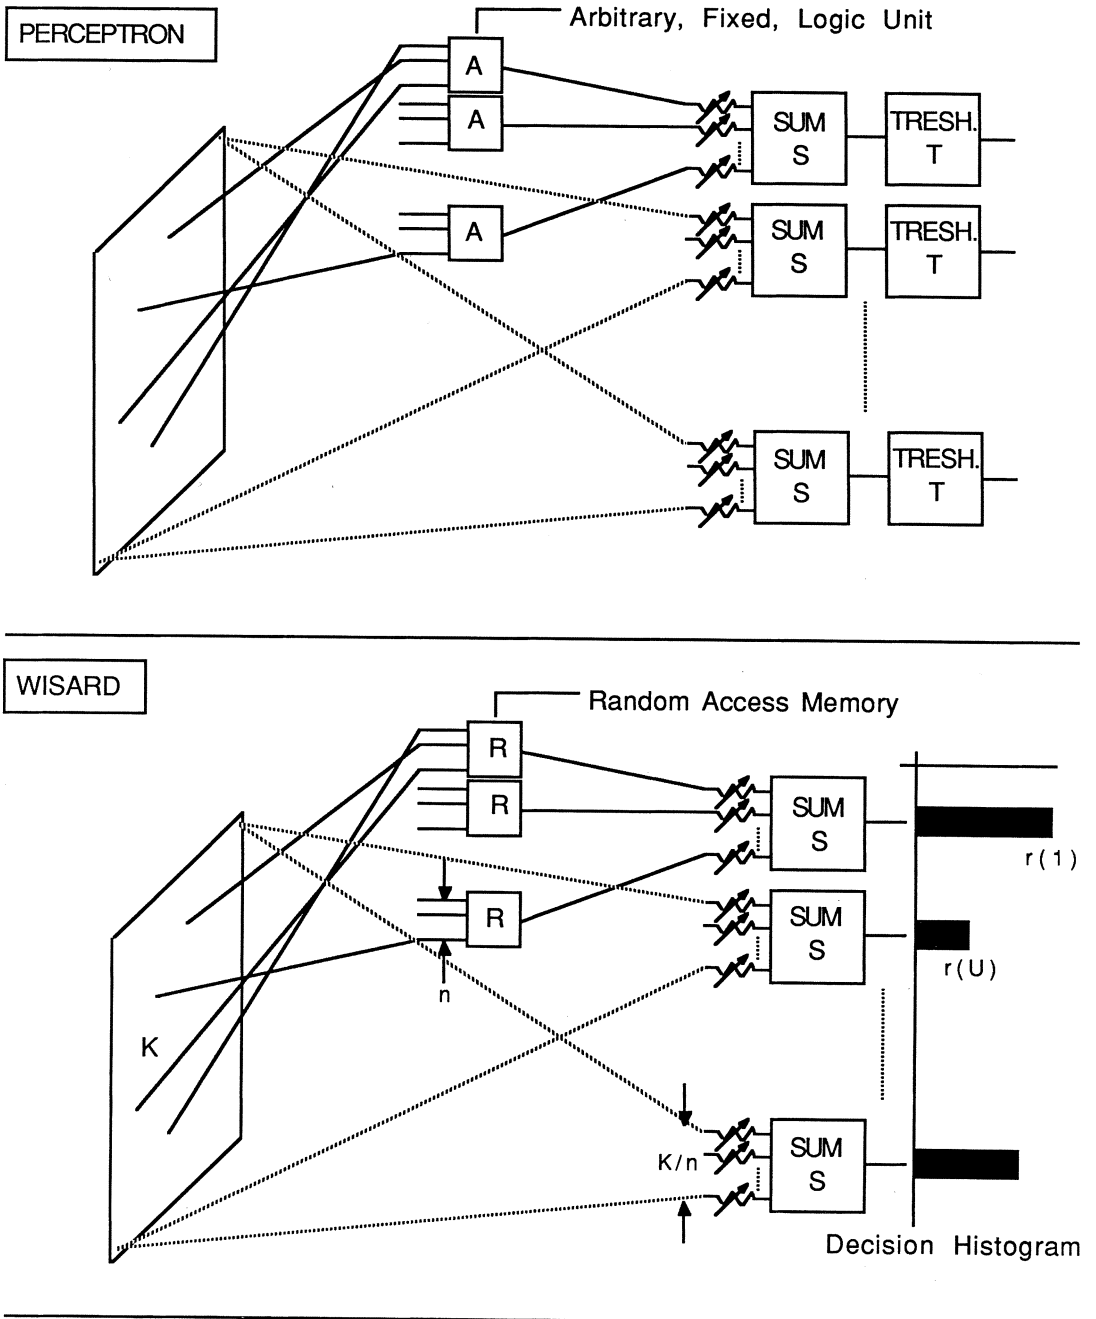 PERCEPTRON
Arbitrary, Fixed, Logic Unit
A
A
A
SUM
S
TRESH.
T
SUM
S
TRESH.
T
SUM
S
TRESH.
T
WISARD
Random Access Memory
R
R
R
n
K
K/n
SUM
S
SUM
S
SUM
S
r(1)
r(U)
Decision Histogram